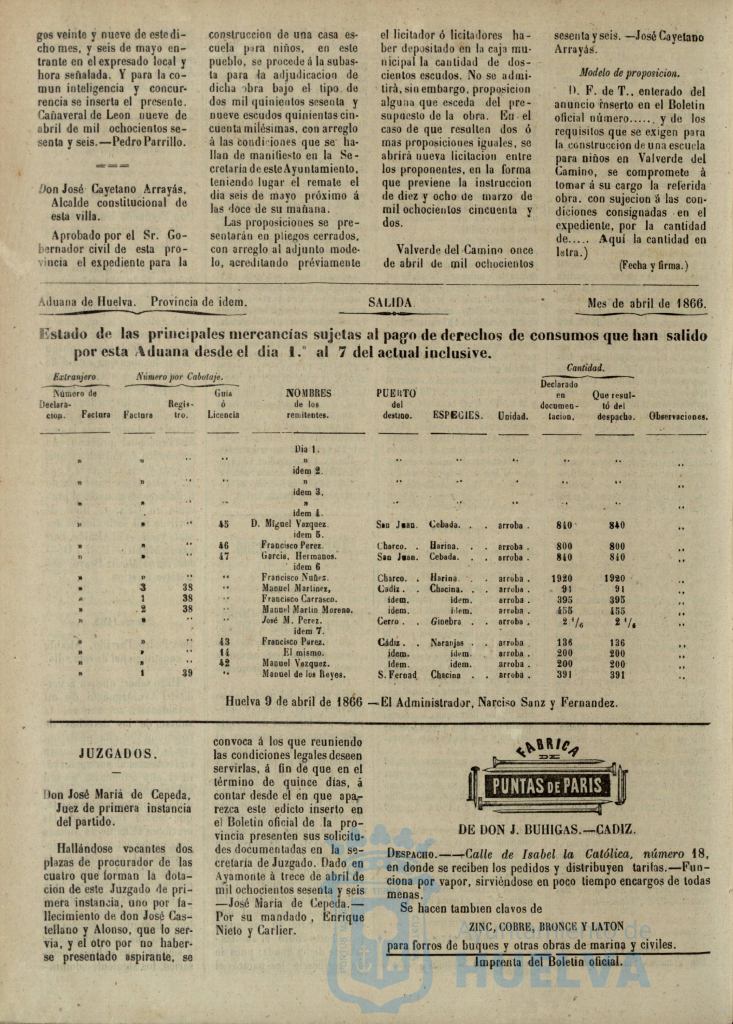 gos veinte y nueve de este di-
cho mes, y seis de mayo en-
trante en el expresado local y
hora señalada. Y para la co-
mun inteligencia y concur-
rencia se inserta el presente.
Cañaveral de Leon nueve de
abril de mil ochocientos se-
senta y seis.—Pedro Parrillo.
Don José Cayetano Arrayás,
Alcalde constitucional de
esta villa.
Aprobado por el Sr. Go-
bernador civil de esta pro-
vincia el expediente para la
construccion de una casa es-
cuela para niños, en este
pueblo, se procede á la subas-
ta para la adjudicacion de
dicha obra bajo el tipo de
dos mil quinientos sesenta y
nueve escudos quinientas cin-
cuenta milésimas, con arreglo
á las condiciones que se ha-
llan de manifiesto en la Se-
cretaría de este Ayuntamiento,
teniendo lugar el remate el
dia seis de mayo próximo á
las doce de su mañana.
Las proposiciones se pre-
sentarán en pliegos cerrados,
con arreglo al adjunto mode-
lo, acreditando préviamente
el licitador ó licitadores ha-
ber depositado en la caja mu-
nicipal la cantidad de dos-
cientos escudos. No se admi-
tirá, sin embargo, proposicion
alguna que esceda del pre-
supuesto de la obra. En el
caso de que resulten dos ó
mas proposiciones iguales, se
abrirá nueva licitacion entre
los proponentes, en la forma
que previene la instruccion
de diez y ocho de marzo de
mil ochocientos cincuenta y
dos.
Valverde del Camino once
de abril de mil ochocientos
sesenta y seis. —José Cayetano
Arrayás.
Modelo de proposicion.
D. F. de T., enterado del
anuncio inserto en el Boletin
oficial número..... y de los
requisitos que se exigen para
la construccion de una escuela
para niños en Valverde del
Camino, se compromete á
tomar á su cargo la referida
obra. con sujecion á las con-
diciones consignadas en el
expediente, por la cantidad
de..... Aquí la cantidad en
letra.)
(Fecha y firma.)
Aduana de Huelva. Provincia de idem. SALIDA. Mes de abril de 1866.
Estado de las principales mercancías sujetas al pago de derechos de consumos que han salido
por esta Aduana desde el dia 1.° al 7 del actual inclusive.
Extranjero. Número por Cabotaje. Cantidad.
Número de Declara-cion. Factura Factura Regis-tro. Guia ó Licencia NOMBRES de los remitentes. PUERTO del destino. ESPECIES. Unidad. Declarado en documen-tacion. Que resul-tó del despacho. Observaciones.
Dia 1.
" " " " " " " " " "
idem 2.
" " " " " " " " " "
idem 3.
" " " " " " " " " "
idem 4.
" " " 45 D. Miguel Vazquez. San Juan. Cebada. . . arroba . 840 840 "
idem 5.
" " " 46 Francisco Perez. Charco. . Harina. . . arroba . 800 800 "
" " " 47 Garcia, Hermanos. San Juan. Cebada. . . arroba . 840 840 "
idem 6
" " " " Francisco Nuñez. Charco. . Harina. . . arroba . 1920 1920 "
" 3 38 " Manuel Martinez, Cadiz . . Chacina. . . arroba . 91 91 "
" 1 38 " Francisco Carrasco. idem. idem. arroba . 395 395 "
" 2 38 " Manuel Martin Moreno. idem. idem. arroba . 455 455 "
" " " " José M. Perez. Cerro . . Ginebra . . arroba . 2 1/6 2 1/6 "
idem 7.
" " " 43 Francisco Perez. Cádiz. . Naranjas . . arroba . 136 136 "
" " " 14 El mismo. idem. idem. arroba . 200 200 "
" " " 42 Manuel Vazquez. idem. idem. arroba . 200 200 "
" 1 39 " Manuel de los Reyes. S. Fernad. Chacina . . arroba . 391 391 "
Huelva 9 de abril de 1866 —El Administrador, Narciso Sanz y Fernandez.
JUZGADOS.
Don José Maria de Cepeda,
Juez de primera instancia
del partido.
Hallándose vacantes dos
plazas de procurador de las
cuatro que forman la dota-
cion de este Juzgado de pri-
mera instancia, uno por fa-
llecimiento de don José Cas-
tellano y Alonso, que lo ser-
via, y el otro por no haber-
se presentado aspirante, se
convoca á los que reuniendo
las condiciones legales deseen
servirlas, á fin de que en el
término de quince dias, á
contar desde el en que apa-
rezca este edicto inserto en
el Boletin oficial de la pro-
vincia presenten sus solicitu-
des documentadas en la se-
cretaría de Juzgado. Dado en
Ayamonte á trece de abril de
mil ochocientos sesenta y seis
—José Maria de Cepeda.—
Por su mandado, Enrique
Nieto y Carlier.
FABRICA
DE
PUNTAS DE PARIS
DE DON J. BUHIGAS.—CADIZ.
DESPACHO.——Calle de Isabel la Católica, número 18,
en donde se reciben los pedidos y distribuyen tarifas.—Fun-
ciona por vapor, sirviéndose en poco tiempo encargos de todas
menas.
Se hacen tambien clavos de
ZINC, COBRE, BRONCE Y LATON
para forros de buques y otras obras de marina y civiles.
Imprenta del Boletin oficial.
HUELVA